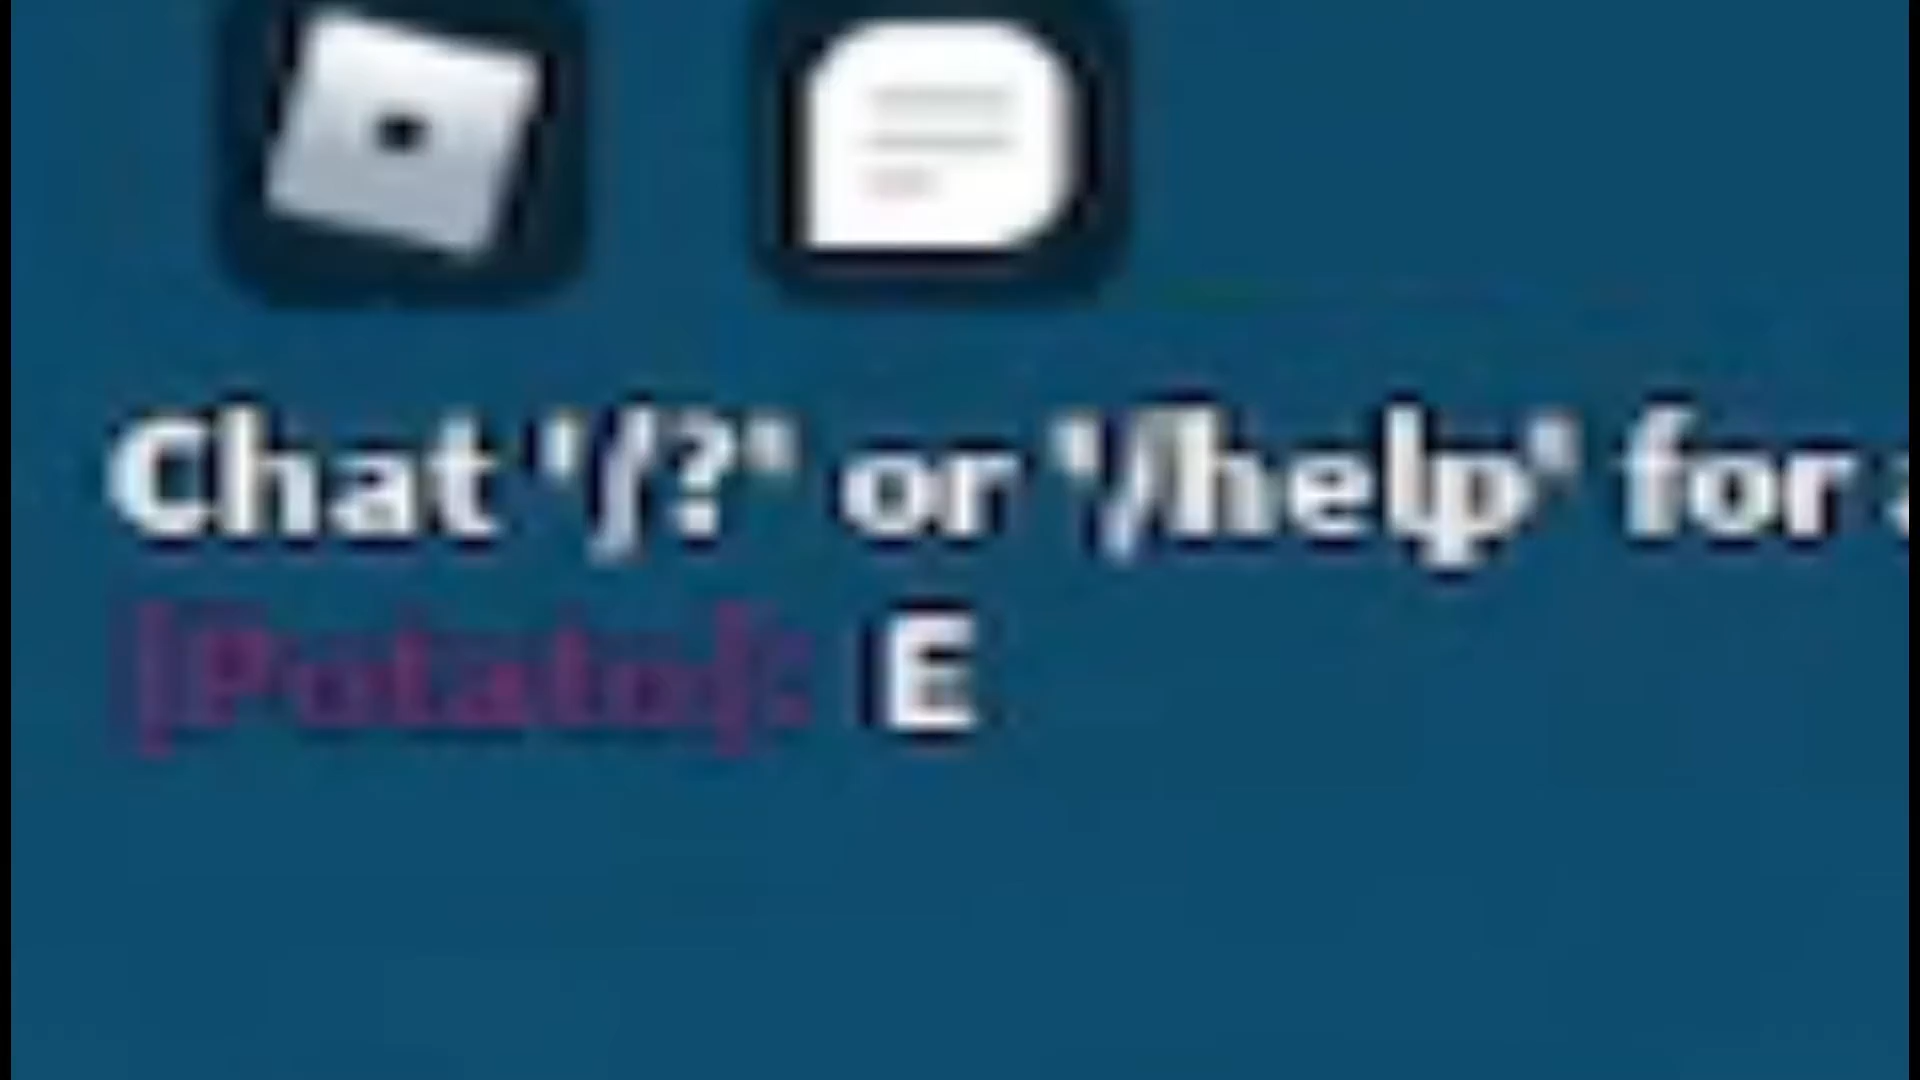 Chat '/?' or '/help' for
[Potato]: E